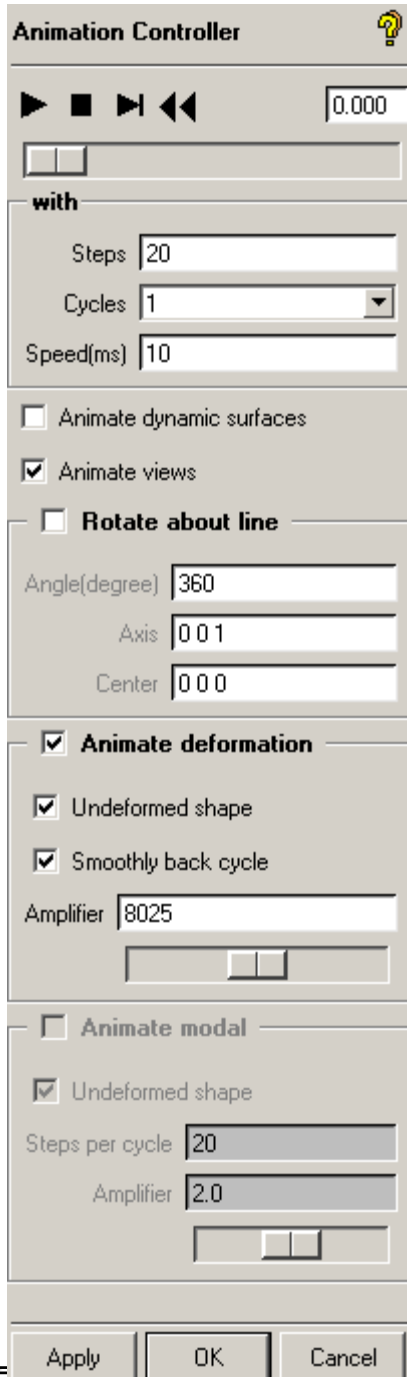 Animation Controller
0.000
with
Steps 20
Cycles 1
Speed(ms) 10
Animate dynamic surfaces
Animate views
Rotate about line
Angle(degree) 360
Axis 0 0 1
Center 0 0 0
Animate deformation
Undeformed shape
Smoothly back cycle
Amplifier 8025
Animate modal
Undeformed shape
Steps per cycle 20
Amplifier 2.0
Apply OK Cancel